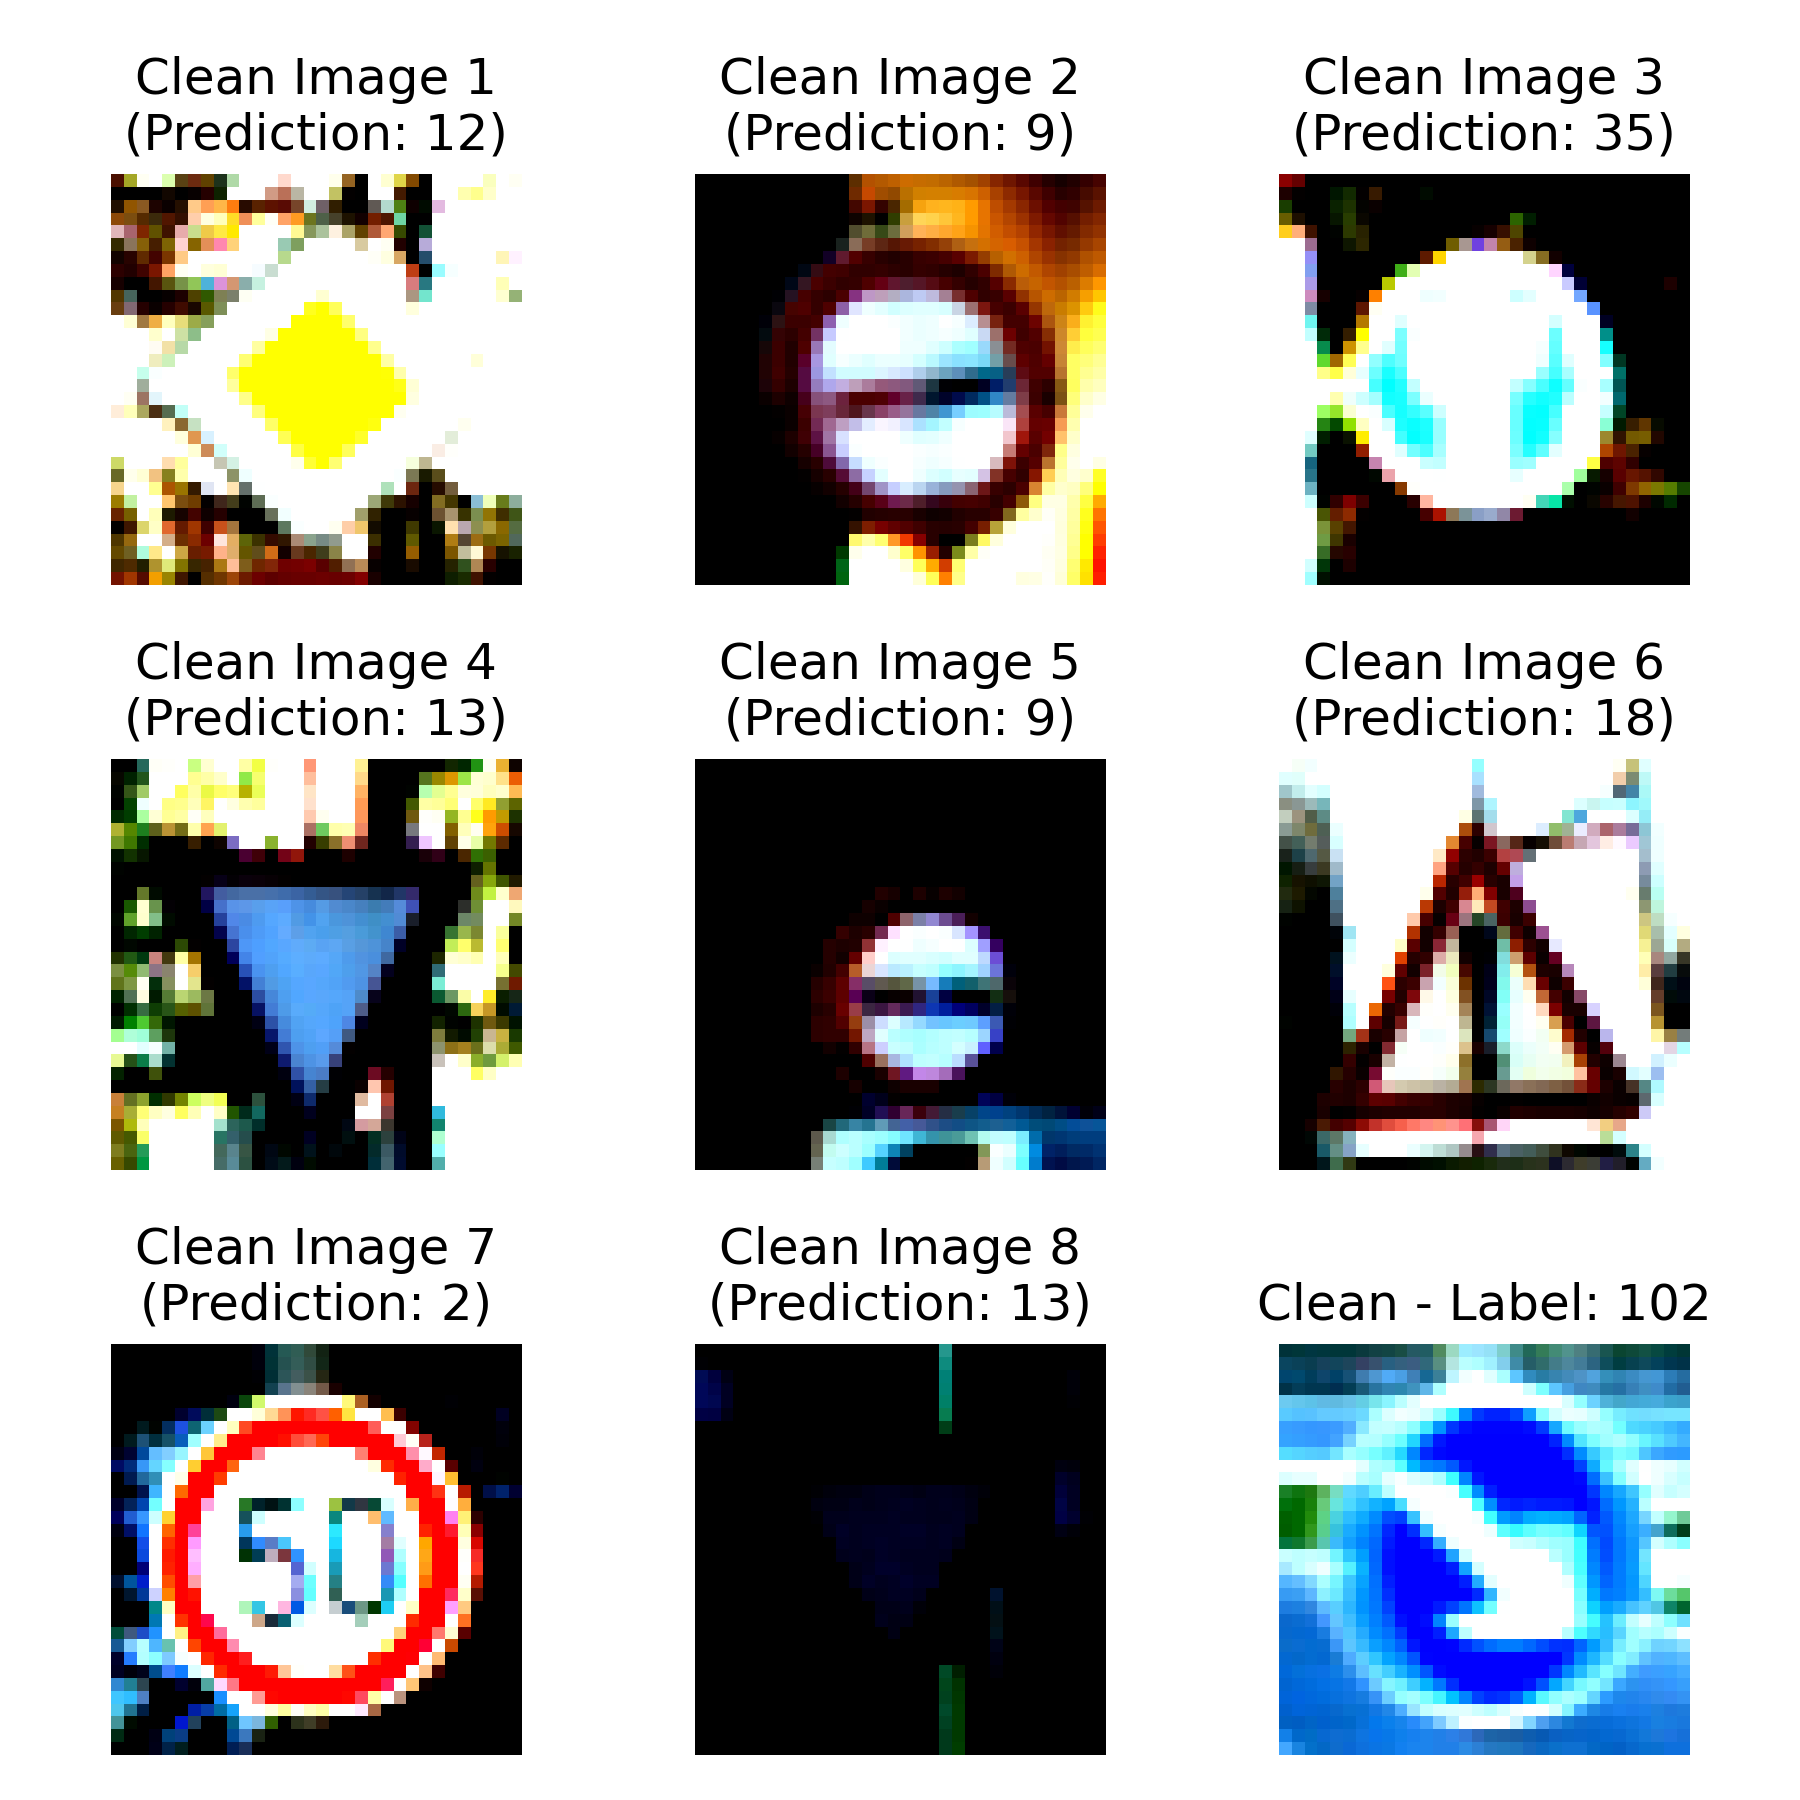 Clean Image 1
(Prediction: 12)
Clean Image 2
(Prediction: 9)
Clean Image 3
(Prediction: 35)
Clean Image 4
(Prediction: 13)
Clean Image 5
(Prediction: 9)
Clean Image 6
(Prediction: 18)
Clean Image 7
(Prediction: 2)
50
Clean Image 8
(Prediction: 13)
Clean - Label: 102